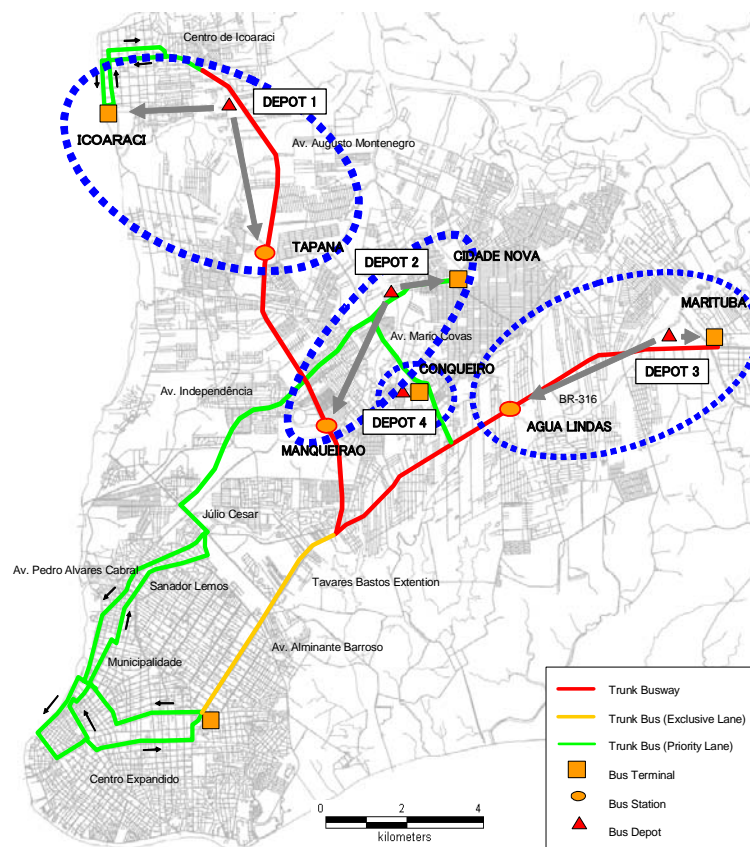 Centro de Icoaraci
DEPOT 1
ICOARACI
Av. Augusto Montenegro
TAPANA
DEPOT 2
CIDADE NOVA
MARITUBA
Av. Mario Covas
DEPOT 3
Av. Independência
CONQUEIRO
BR-316
DEPOT 4
AGUA LINDAS
MANQUEIRAO
Júlio Cesar
Av. Pedro Alvares Cabral
Sanador Lemos
Tavares Bastos Extention
Av. Alminante Barroso
Municipalidade
Centro Expandido
0 2 4
kilometers
Trunk Busway
Trunk Bus (Exclusive Lane)
Trunk Bus (Priority Lane)
Bus Terminal
Bus Station
Bus Depot